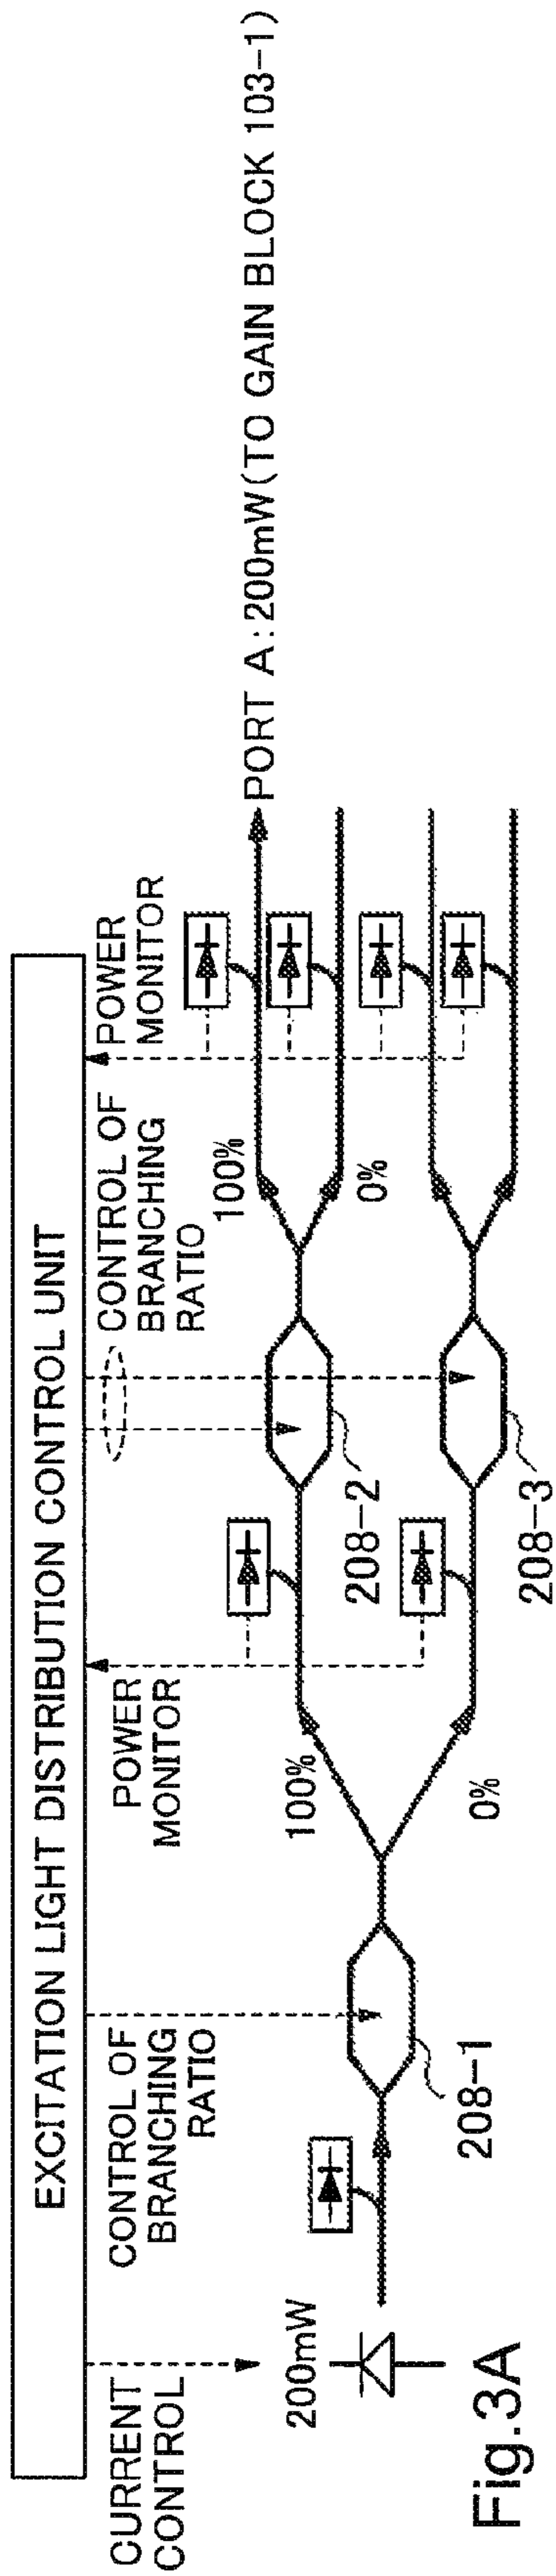 EXCITATION LIGHT DISTRIBUTION CONTROL UNIT
CURRENT
CONTROL
CONTROL OF
BRANCHING
RATIO
POWER
MONITOR
CONTROL OF
BRANCHING
RATIO
POWER
MONITOR
200mW
208-1
100%
0%
208-2
208-3
100%
0%
PORT A:200mW(TO GAIN BLOCK 103-1)
Fig.3A